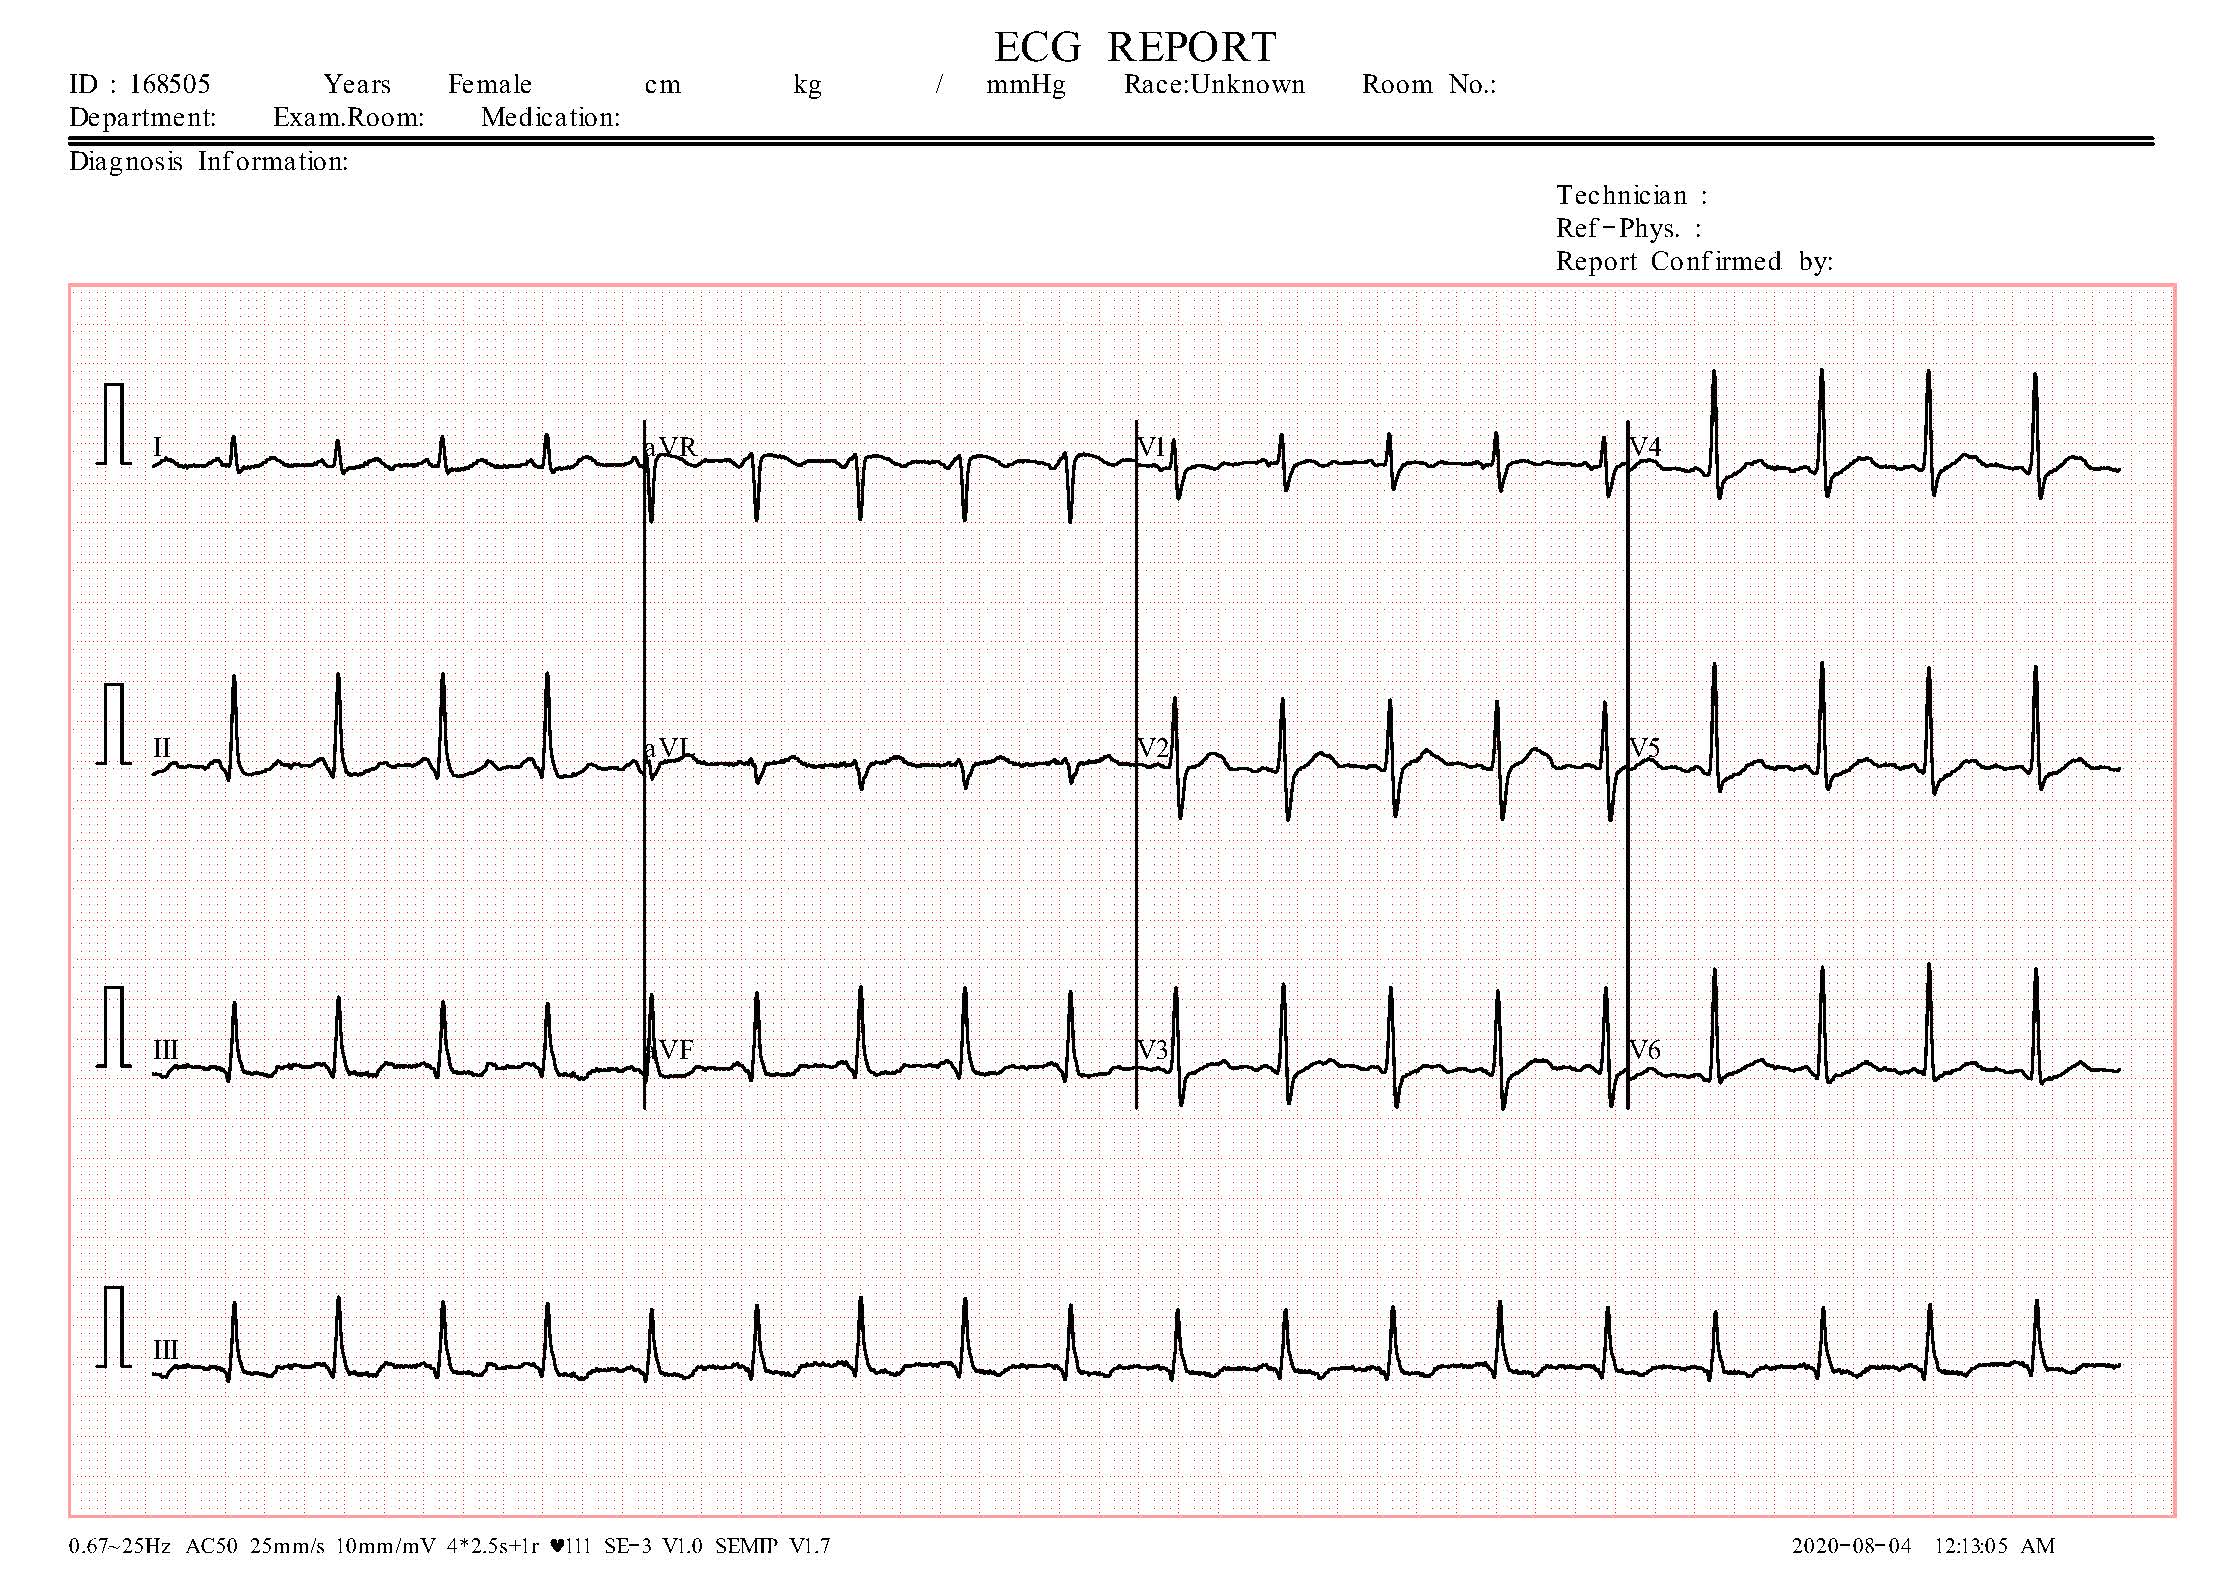 ECG REPORT
ID : 168505 Years Female cm kg / mmHg Race:Unknown Room No.:
Department: Exam.Room: Medication:
Diagnosis Information:
Technician :
Ref-Phys. :
Report Confirmed by:
I aVR V1 V4
II aVL V2 V5
III aVF V3 V6
III
0.67~25Hz AC50 25mm/s 10mm/mV 4*2.5s+1r ♥111 SE-3 V1.0 SEMIP V1.7
2020-08-04 12:13:05 AM